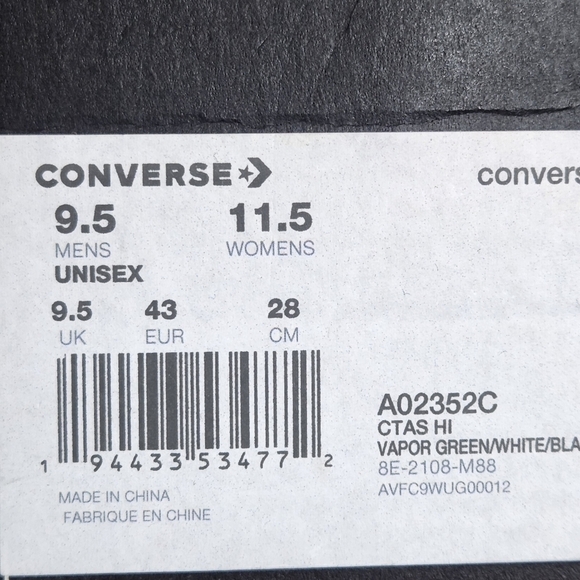 CONVERSE
9.5 11.5
MENS WOMENS
UNISEX
9.5 43 28
UK EUR CM
1 94433 53477 2
MADE IN CHINA
FABRIQUE EN CHINE
convers
A02352C
CTAS HI
VAPOR GREEN/WHITE/BLA
8E-2108-M88
AVFC9WUG00012